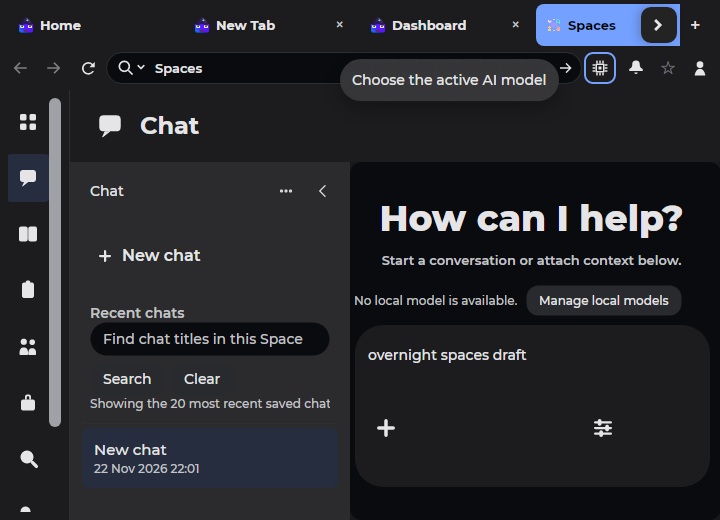 Home
New Tab
Dashboard
Spaces
Spaces
Choose the active AI model
Chat
Chat
New chat
Recent chats
Find chat titles in this Space
Search
Clear
Showing the 20 most recent saved chat
New chat
22 Nov 2026 22:01
How can I help?
Start a conversation or attach context below.
No local model is available.
Manage local models
overnight spaces draft